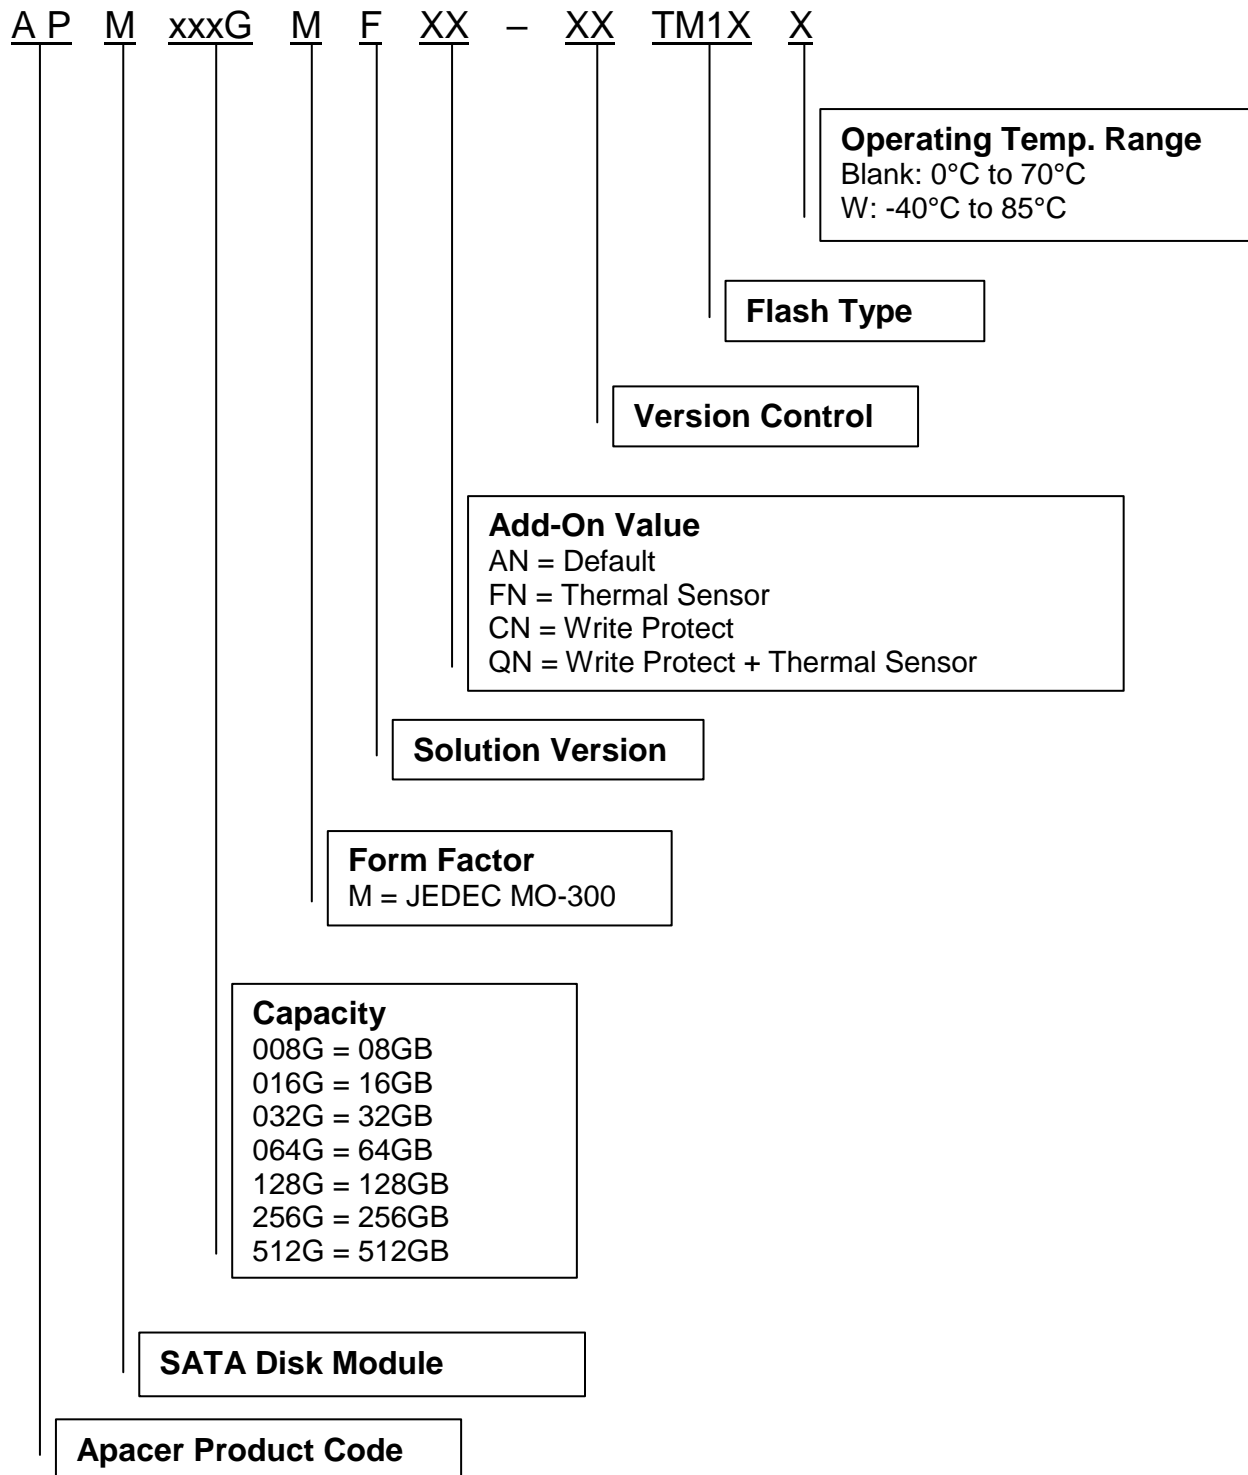 A P M xxxG M F XX – XX TM1X X
Operating Temp. Range
Blank: 0°C to 70°C
W: -40°C to 85°C
Flash Type
Version Control
Add-On Value
AN = Default
FN = Thermal Sensor
CN = Write Protect
QN = Write Protect + Thermal Sensor
Solution Version
Form Factor
M = JEDEC MO-300
Capacity
008G = 08GB
016G = 16GB
032G = 32GB
064G = 64GB
128G = 128GB
256G = 256GB
512G = 512GB
SATA Disk Module
Apacer Product Code